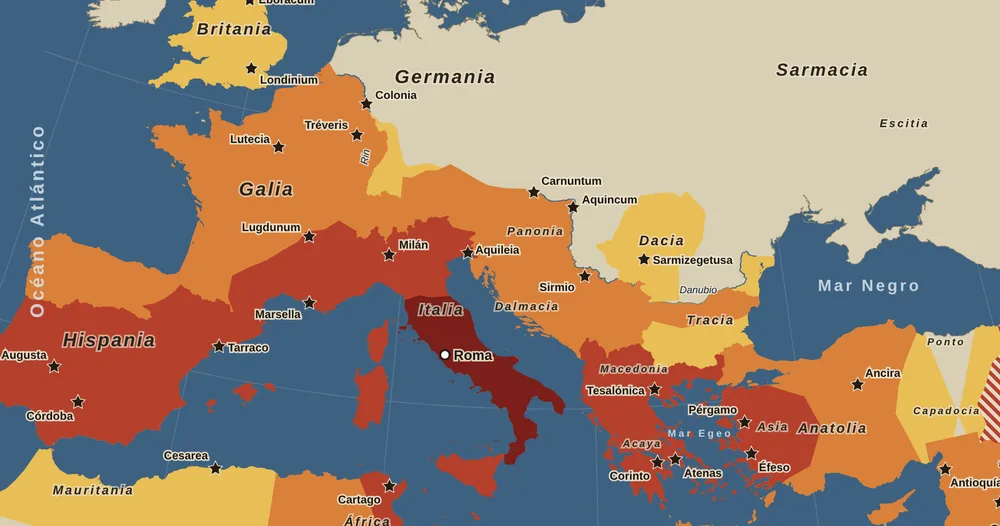 Eboracum
Britania
Londinium
Germania
Sarmacia
Colonia
Escitia
Tréveris
Lutecia
Rin
Océano Atlántico
Galia
Carnuntum
Aquincum
Lugdunum
Panonia
Dacia
Milán
Aquileia
Sarmizegetusa
Sirmio
Danubio
Mar Negro
Marsella
Italia
Dalmacia
Tracia
Hispania
Ponto
Augusta
Tarraco
Roma
Macedonia
Ancira
Tesalónica
Córdoba
Pérgamo
Capadocia
Asia
Anatolia
Mar Egeo
Acaya
Cesarea
Corinto
Atenas
Éfeso
Mauritania
Antioquía
Cartago
África